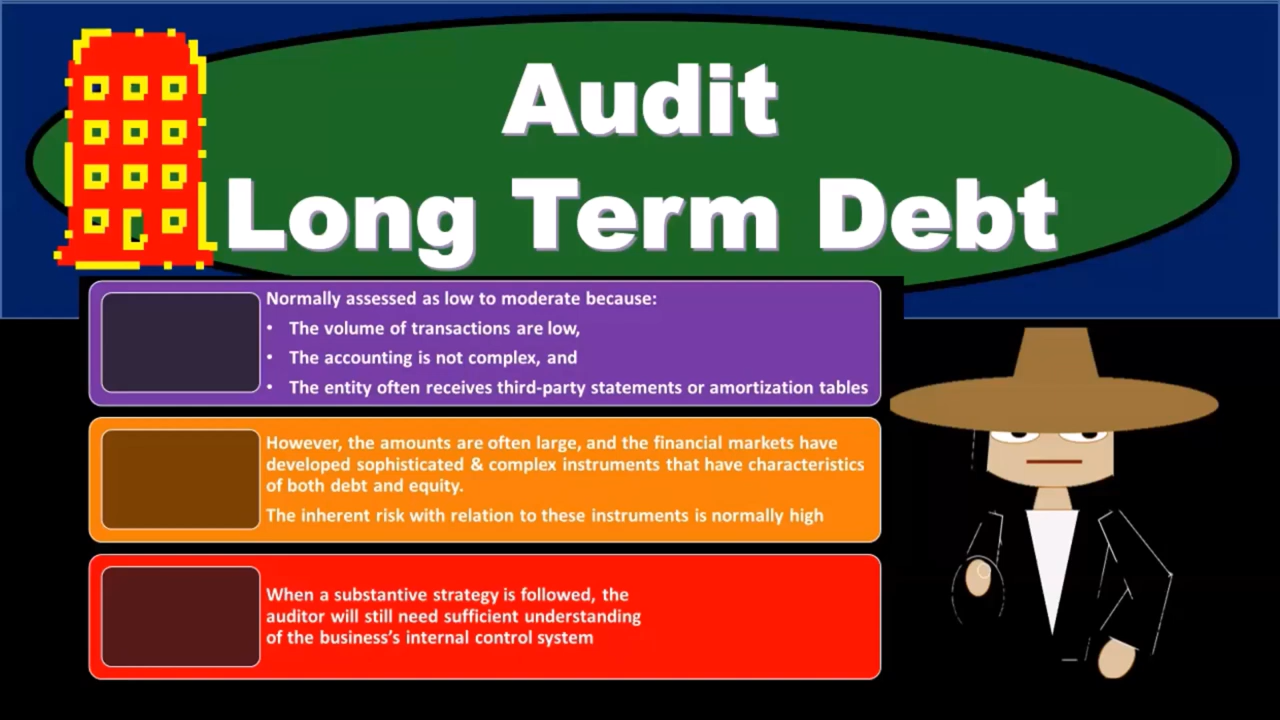 Audit
Long Term Debt
Normally assessed as low to moderate because:
• The volume of transactions are low,
• The accounting is not complex, and
• The entity often receives third-party statements or amortization tables
However, the amounts are often large, and the financial markets have
developed sophisticated & complex instruments that have characteristics
of both debt and equity.
The inherent risk with relation to these instruments is normally high
When a substantive strategy is followed, the
auditor will still need sufficient understanding
of the business's internal control system